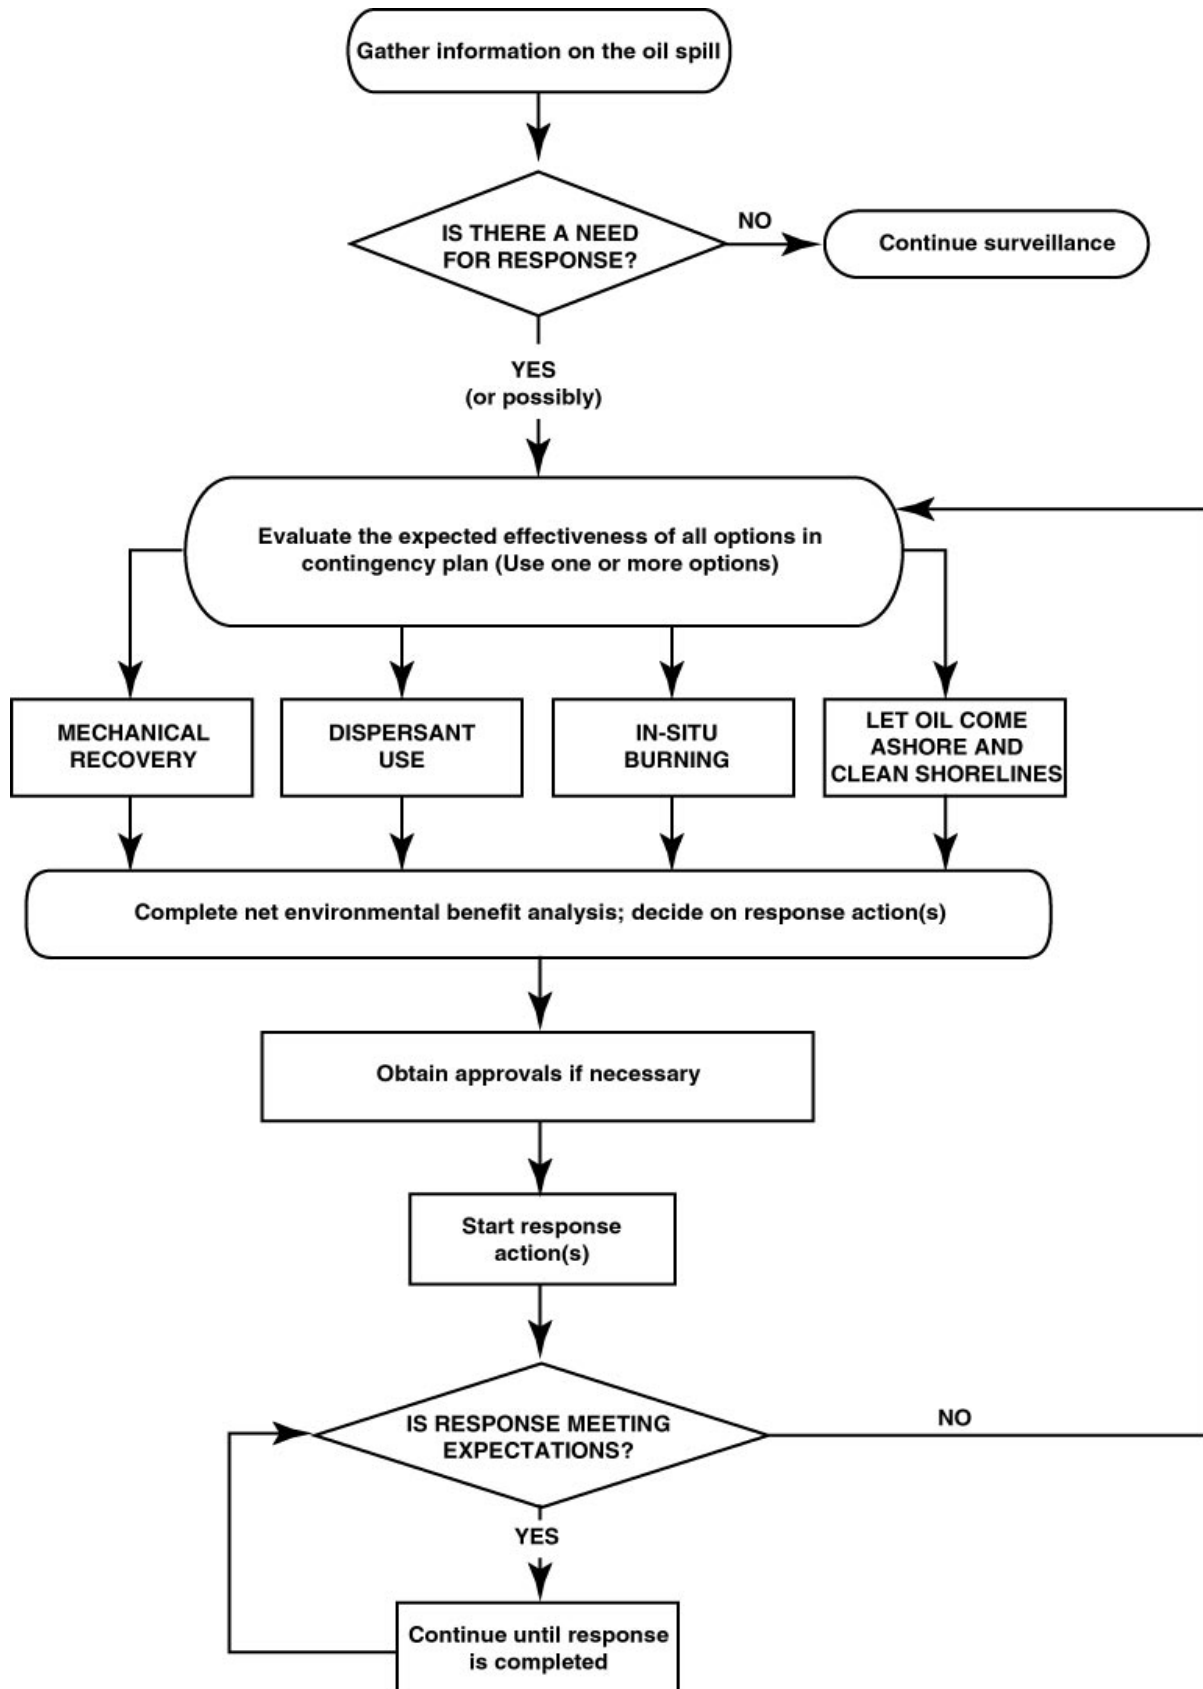 Gather information on the oil spill
IS THERE A NEED
FOR RESPONSE?
NO
Continue surveillance
YES
(or possibly)
Evaluate the expected effectiveness of all options in
contingency plan (Use one or more options)
MECHANICAL
RECOVERY
DISPERSANT
USE
IN-SITU
BURNING
LET OIL COME
ASHORE AND
CLEAN SHORELINES
Complete net environmental benefit analysis; decide on response action(s)
Obtain approvals if necessary
Start response
action(s)
IS RESPONSE MEETING
EXPECTATIONS?
NO
YES
Continue until response
is completed